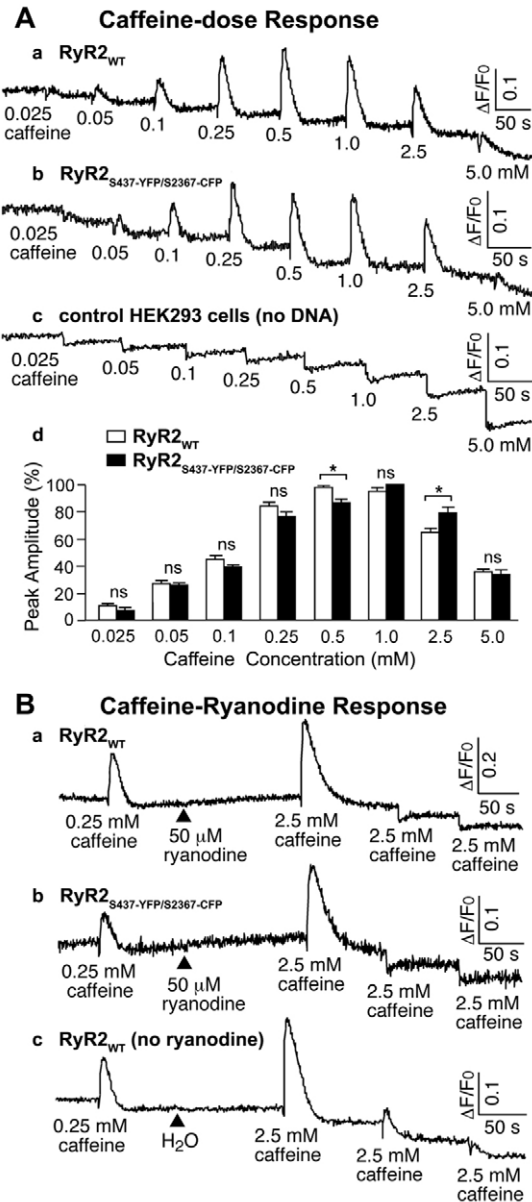 A Caffeine-dose Response
a RyR2WT
0.025 caffeine 0.05 0.1 0.25 0.5 1.0 2.5 5.0 mM
ΔF/F0 0.1
50 s
b RyR2S437-YFP/S2367-CFP
0.025 caffeine 0.05 0.1 0.25 0.5 1.0 2.5 5.0 mM
ΔF/F0 0.1
50 s
c control HEK293 cells (no DNA)
0.025 caffeine 0.05 0.1 0.25 0.5 1.0 2.5 5.0 mM
ΔF/F0 0.1
50 s
d
RyR2WT
RyR2S437-YFP/S2367-CFP
Peak Amplitude (%)
100
80
60
40
20
0
ns ns ns ns * ns * ns
0.025 0.05 0.1 0.25 0.5 1.0 2.5 5.0
Caffeine Concentration (mM)
B Caffeine-Ryanodine Response
a RyR2WT
ΔF/F0 0.2
50 s
0.25 mM caffeine
50 μM ryanodine
2.5 mM caffeine
2.5 mM caffeine
2.5 mM caffeine
b RyR2S437-YFP/S2367-CFP
ΔF/F0 0.1
50 s
0.25 mM caffeine
50 μM ryanodine
2.5 mM caffeine
2.5 mM caffeine
2.5 mM caffeine
c RyR2WT (no ryanodine)
ΔF/F0 0.1
50 s
0.25 mM caffeine
H2O
2.5 mM caffeine
2.5 mM caffeine
2.5 mM caffeine